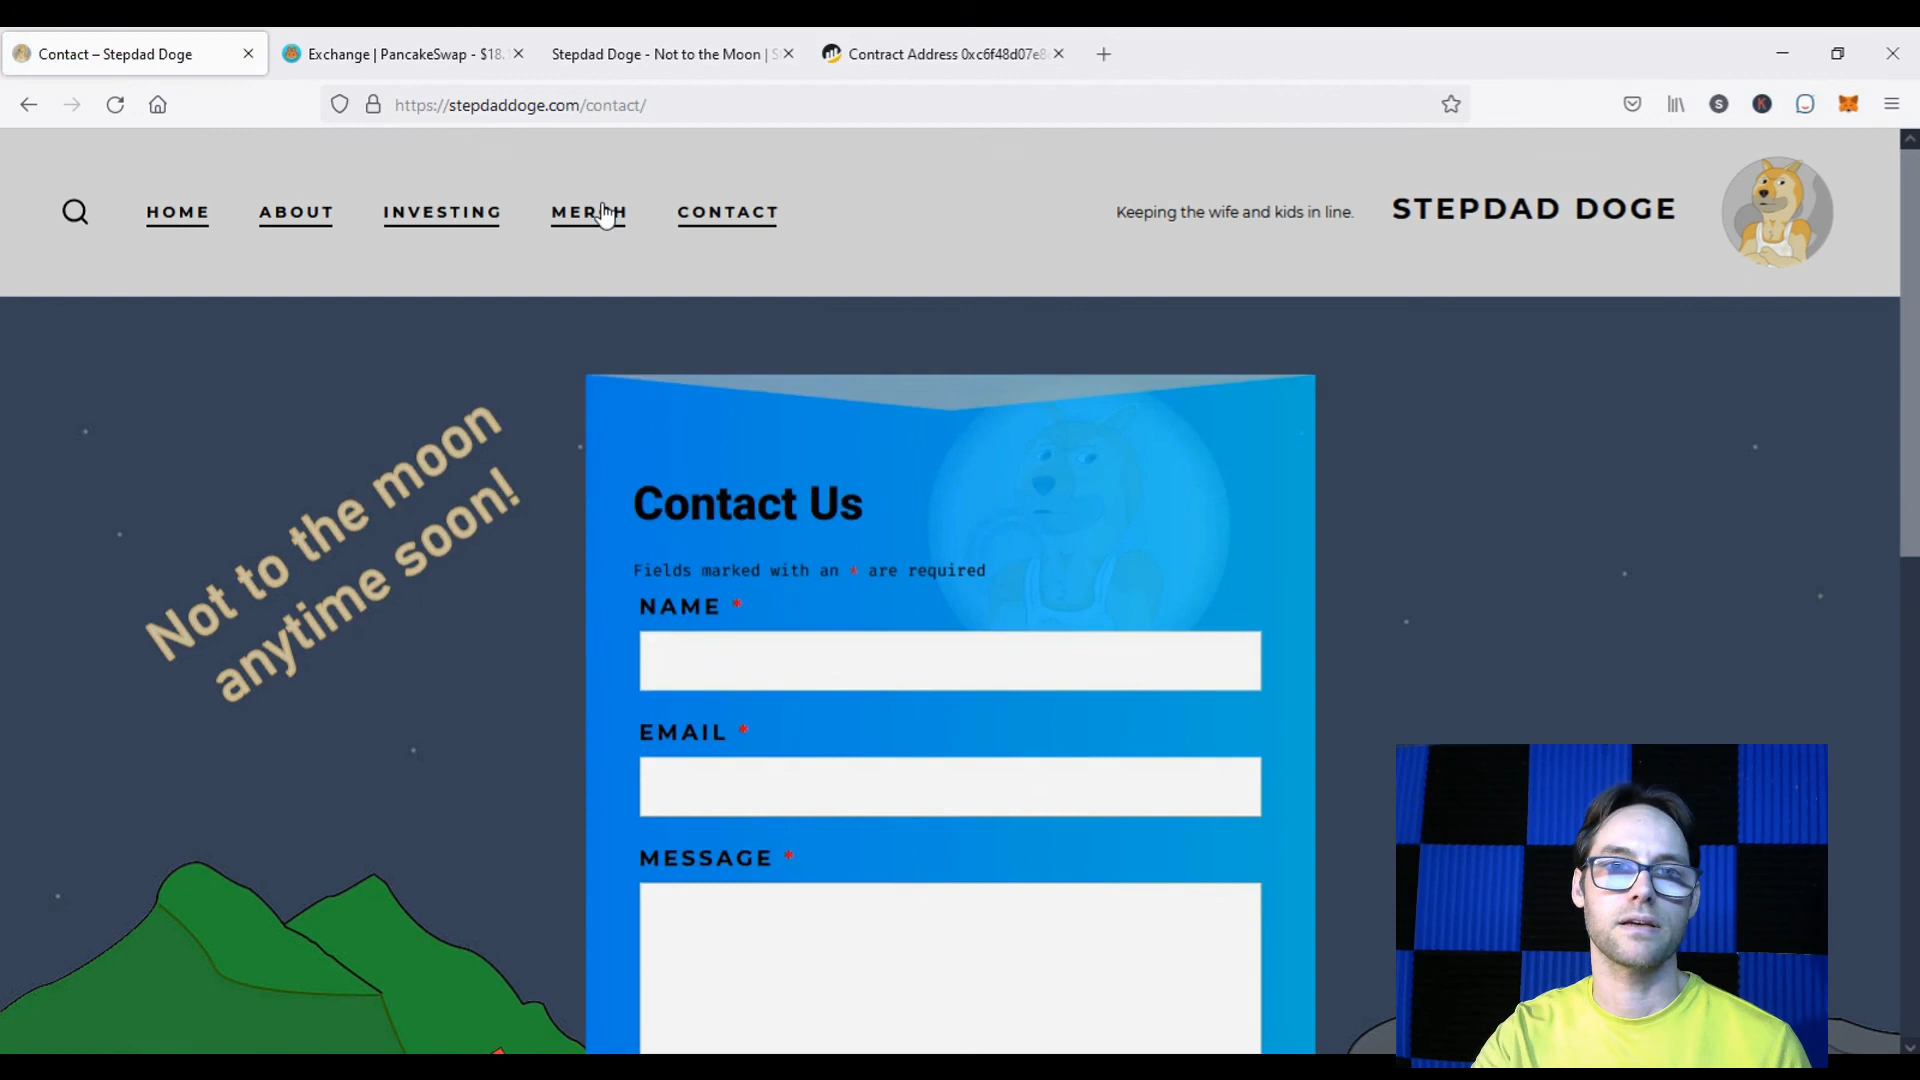 Contact – Stepdad Doge
Exchange | PancakeSwap - $18.
Stepdad Doge - Not to the Moon |
Contract Address 0xc6f48d07e8
https://stepdaddoge.com/contact/
S
K
HOME
ABOUT
INVESTING
MERCH
CONTACT
Keeping the wife and kids in line.
STEPDAD DOGE
Not to the moon
anytime soon!
Contact Us
Fields marked with an * are required
NAME *
EMAIL *
MESSAGE *